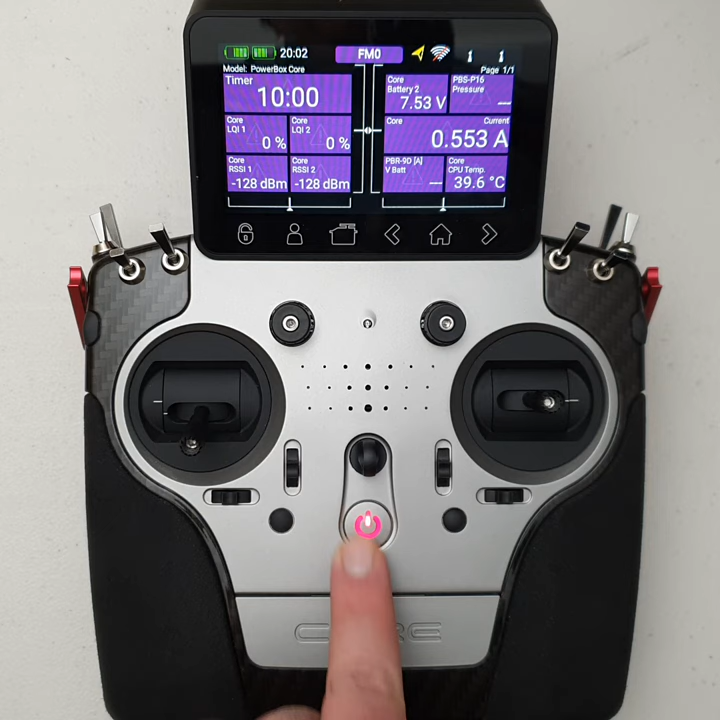 20:02
FM0
Model: PowerBox Core
Page 1/1
Timer
10:00
Core
Battery 2
7.53 V
PBS-P16
Pressure
Core
LQI 1
0 %
Core
LQI 2
0 %
Core
Current
0.553 A
Core
RSSI 1
-128 dBm
Core
RSSI 2
-128 dBm
PBR-9D [A]
V Batt
Core
CPU Temp.
39.6 °C